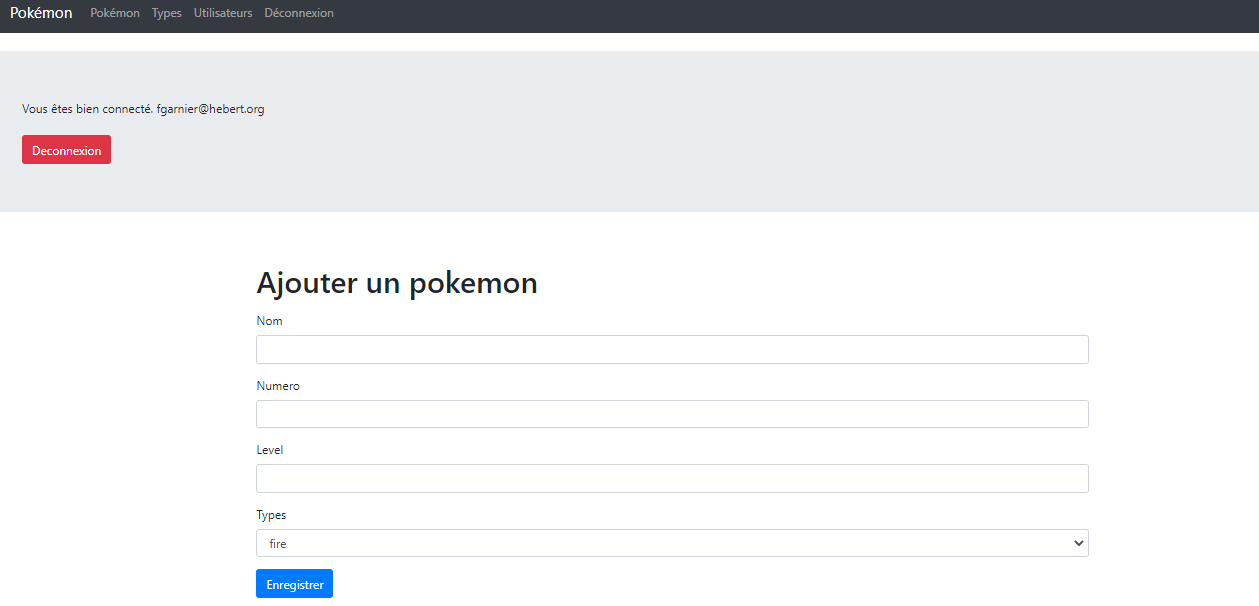 Pokémon Pokémon Types Utilisateurs Déconnexion
Vous êtes bien connecté. fgarnier@hebert.org
Deconnexion
Ajouter un pokemon
Nom
Numero
Level
Types
fire
Enregistrer